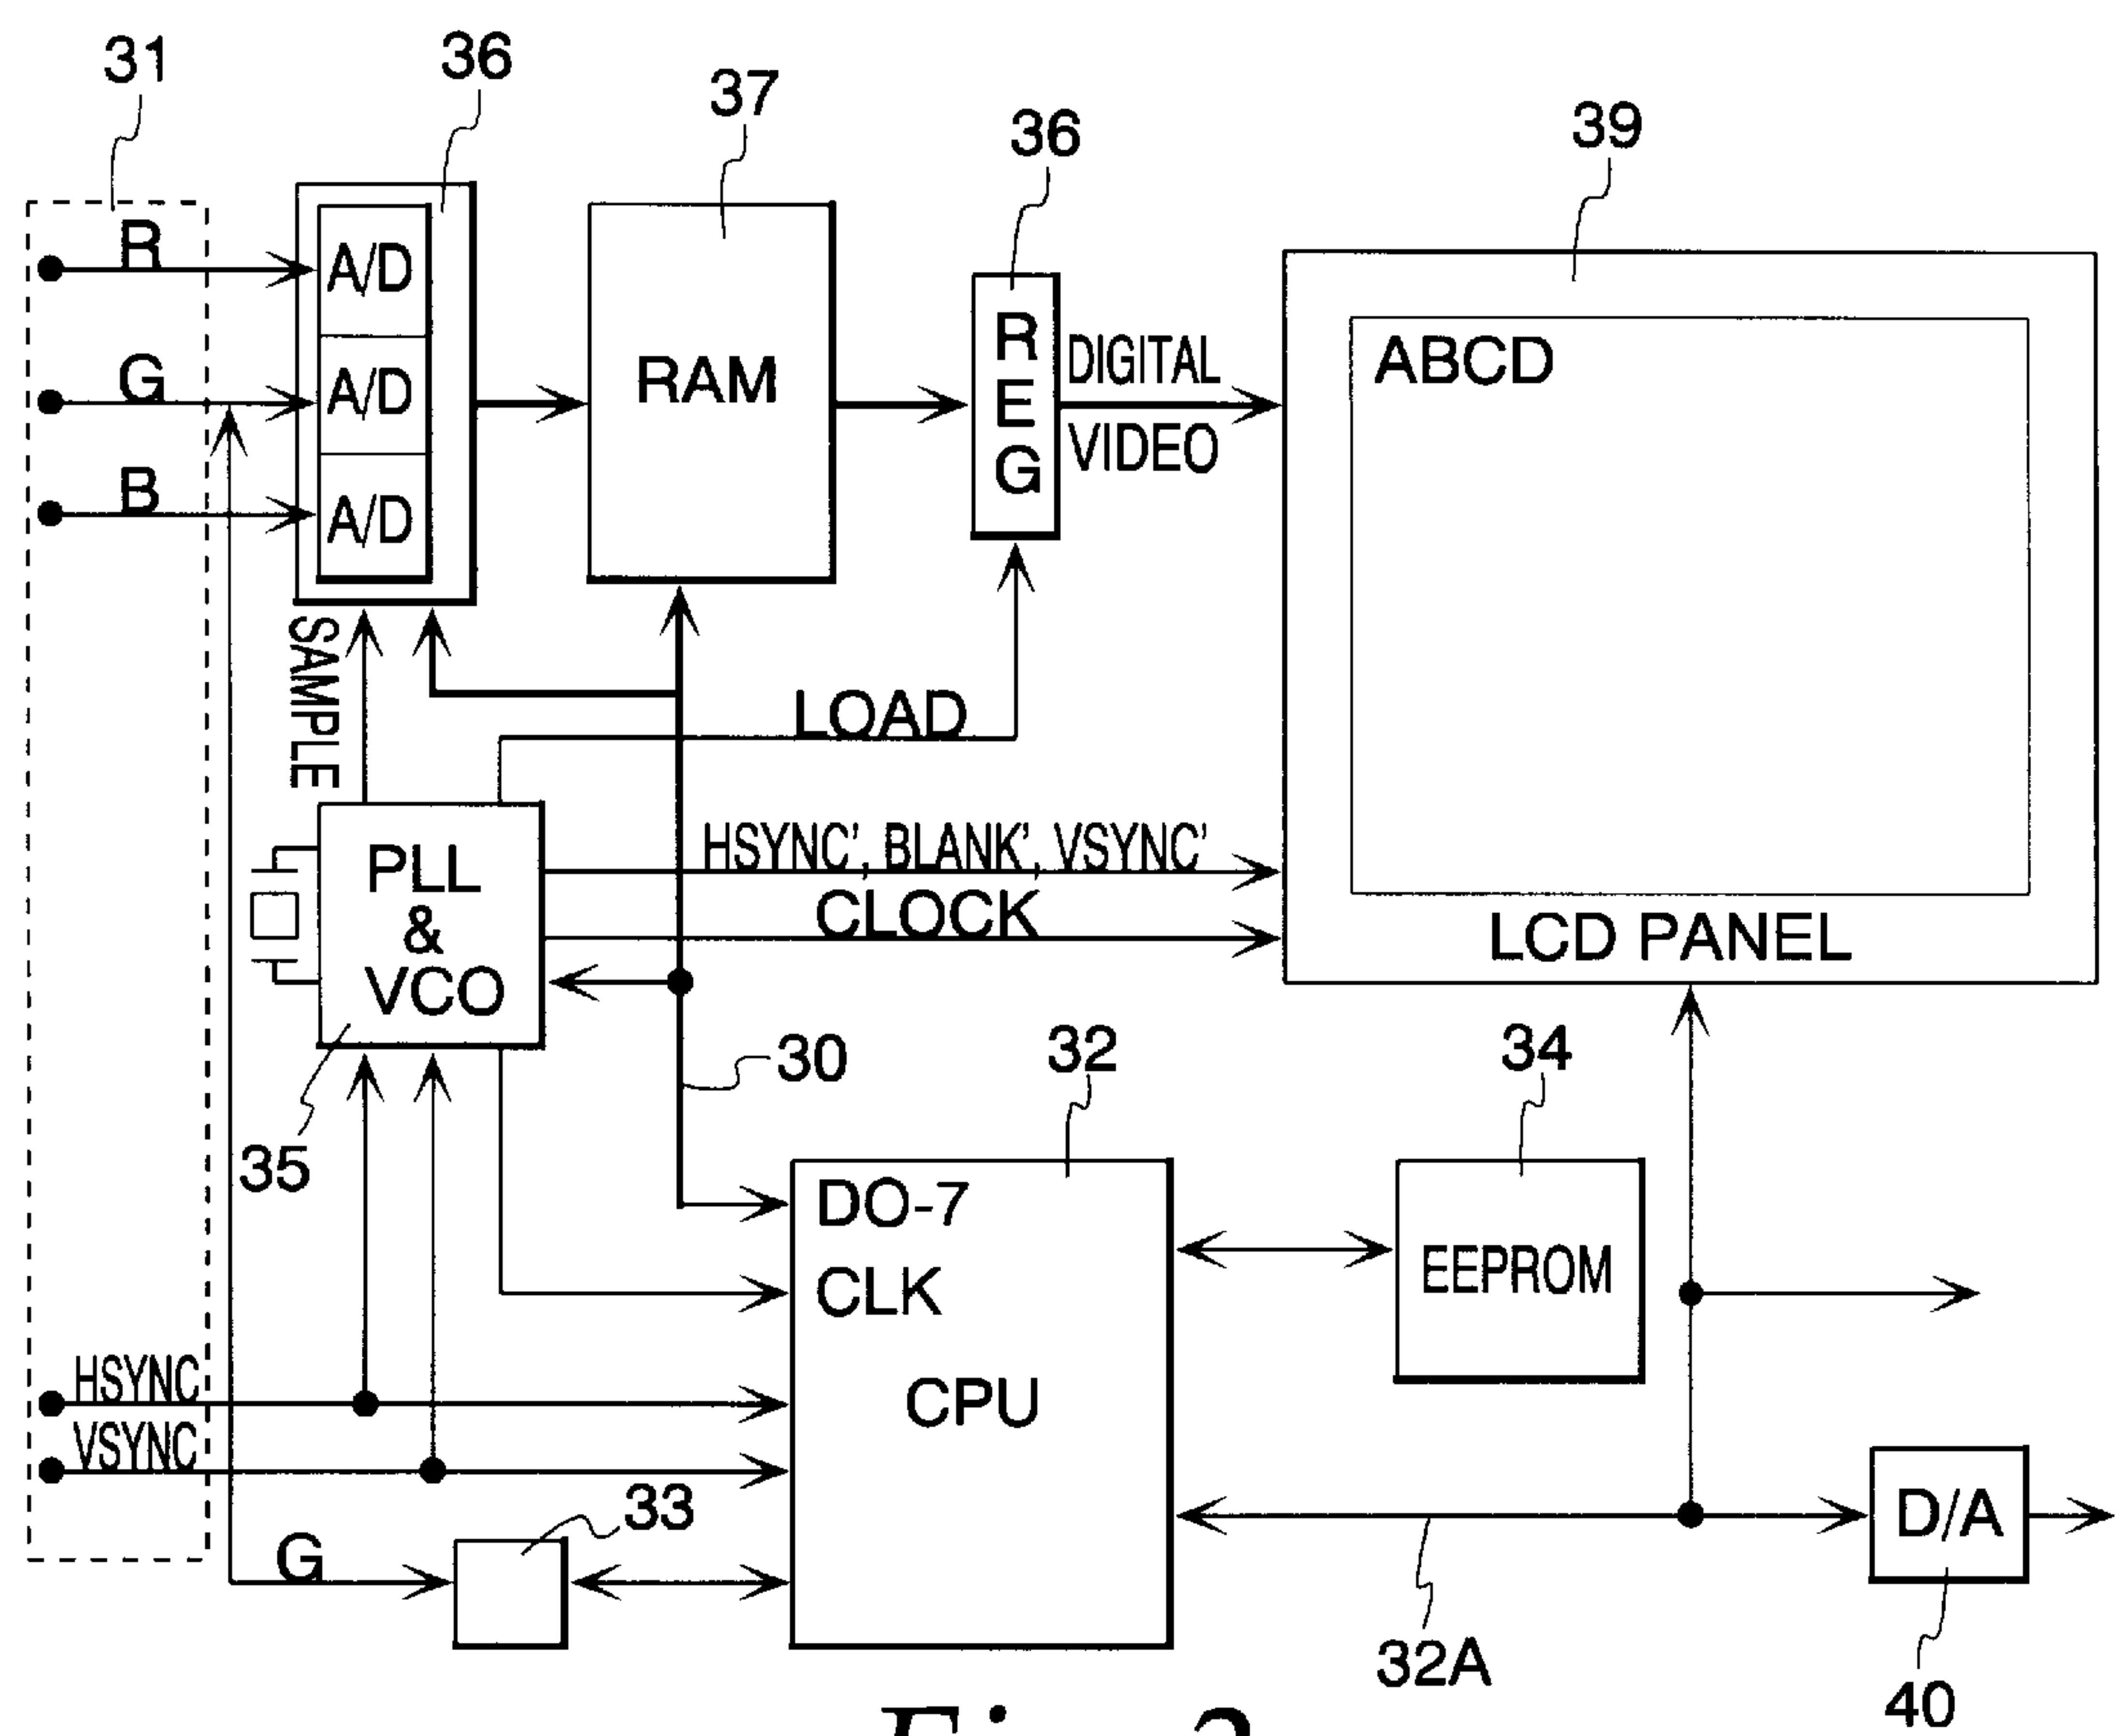 31
36
37
36
39
R
A/D
G
A/D
B
A/D
RAM
REG
DIGITAL
VIDEO
ABCD
LCD PANEL
SAMPLE
LOAD
PLL
&
VCO
HSYNC', BLANK', VSYNC'
CLOCK
30
32
34
35
DO-7
CLK
CPU
EEPROM
HSYNC
VSYNC
33
G
D/A
32A
40